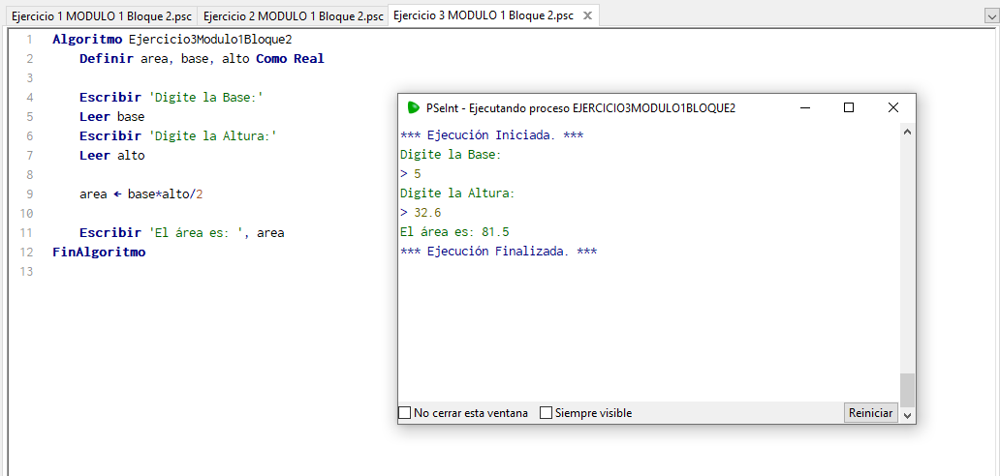 Ejercicio 1 MODULO 1 Bloque 2.psc Ejercicio 2 MODULO 1 Bloque 2.psc Ejercicio 3 MODULO 1 Bloque 2.psc
1 Algoritmo Ejercicio3Modulo1Bloque2
2 Definir area, base, alto Como Real
3
4 Escribir 'Digite la Base:'
5 Leer base
6 Escribir 'Digite la Altura:'
7 Leer alto
8
9 area ← base*alto/2
10
11 Escribir 'El área es: ', area
12 FinAlgoritmo
13
PSeInt - Ejecutando proceso EJERCICIO3MODULO1BLOQUE2
*** Ejecución Iniciada. ***
Digite la Base:
> 5
Digite la Altura:
> 32.6
El área es: 81.5
*** Ejecución Finalizada. ***
No cerrar esta ventana Siempre visible Reiniciar